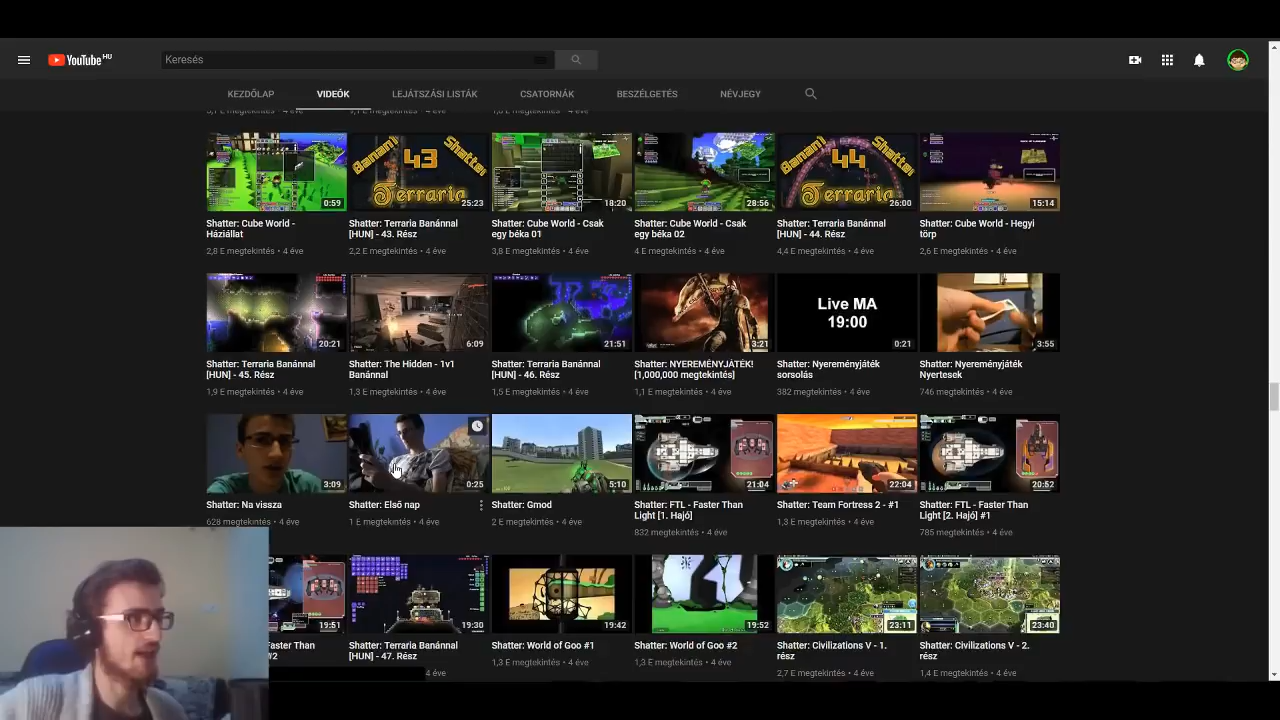 YouTube HU
Keresés
KEZDŐLAP
VIDEÓK
LEJÁTSZÁSI LISTÁK
CSATORNÁK
BESZÉLGETÉS
NÉVJEGY
0:59
Banán!
43
Shatter
Terraria
25:23
18:20
28:56
Banán!
44
Shatter
Terraria
26:00
15:14
Shatter: Cube World -
Háziállat
2,8 E megtekintés • 4 éve
Shatter: Terraria Banánnal
[HUN] - 43. Rész
2,2 E megtekintés • 4 éve
Shatter: Cube World - Csak
egy béka 01
3,8 E megtekintés • 4 éve
Shatter: Cube World - Csak
egy béka 02
4 E megtekintés • 4 éve
Shatter: Terraria Banánnal
[HUN] - 44. Rész
4,4 E megtekintés • 4 éve
Shatter: Cube World - Hegyi
törp
2,6 E megtekintés • 4 éve
20:21
6:09
21:51
3:21
Live MA
19:00
0:21
3:55
Shatter: Terraria Banánnal
[HUN] - 45. Rész
1,9 E megtekintés • 4 éve
Shatter: The Hidden - 1v1
Banánnal
1,3 E megtekintés • 4 éve
Shatter: Terraria Banánnal
[HUN] - 46. Rész
1,5 E megtekintés • 4 éve
Shatter: NYEREMÉNYJÁTÉK!
[1,000,000 megtekintés]
1,1 E megtekintés • 4 éve
Shatter: Nyereményjáték
sorsolás
382 megtekintés • 4 éve
Shatter: Nyereményjáték
Nyertesek
746 megtekintés • 4 éve
3:09
0:25
5:10
21:04
22:04
20:52
Shatter: Na vissza
628 megtekintés • 4 éve
Shatter: Első nap
1 E megtekintés • 4 éve
Shatter: Gmod
2 E megtekintés • 4 éve
Shatter: FTL - Faster Than
Light [1. Hajó]
832 megtekintés • 4 éve
Shatter: Team Fortress 2 - #1
1,3 E megtekintés • 4 éve
Shatter: FTL - Faster Than
Light [2. Hajó] #1
785 megtekintés • 4 éve
19:51
19:30
19:42
19:52
23:11
23:40
Faster Than
#2
Shatter: Terraria Banánnal
[HUN] - 47. Rész
4 éve
Shatter: World of Goo #1
1,3 E megtekintés • 4 éve
Shatter: World of Goo #2
1,3 E megtekintés • 4 éve
Shatter: Civilizations V - 1.
rész
2,7 E megtekintés • 4 éve
Shatter: Civilizations V - 2.
rész
1,4 E megtekintés • 4 éve